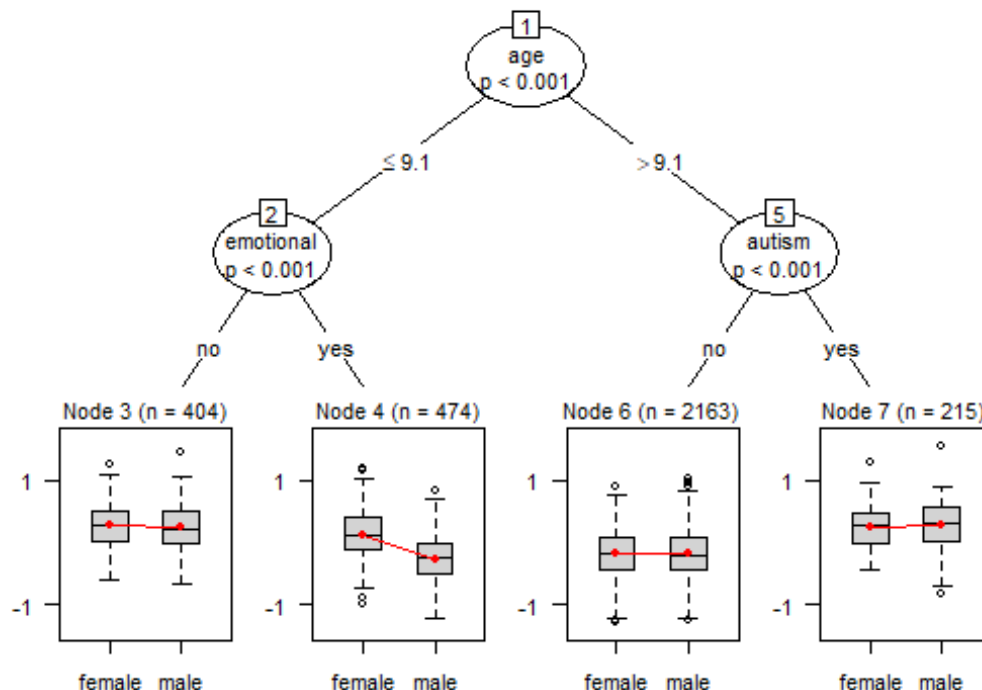 1
age
p < 0.001
≤ 9.1
> 9.1
2
emotional
p < 0.001
5
autism
p < 0.001
no
yes
no
yes
Node 3 (n = 404)
Node 4 (n = 474)
Node 6 (n = 2163)
Node 7 (n = 215)
1
-1
1
-1
1
-1
1
-1
female male
female male
female male
female male